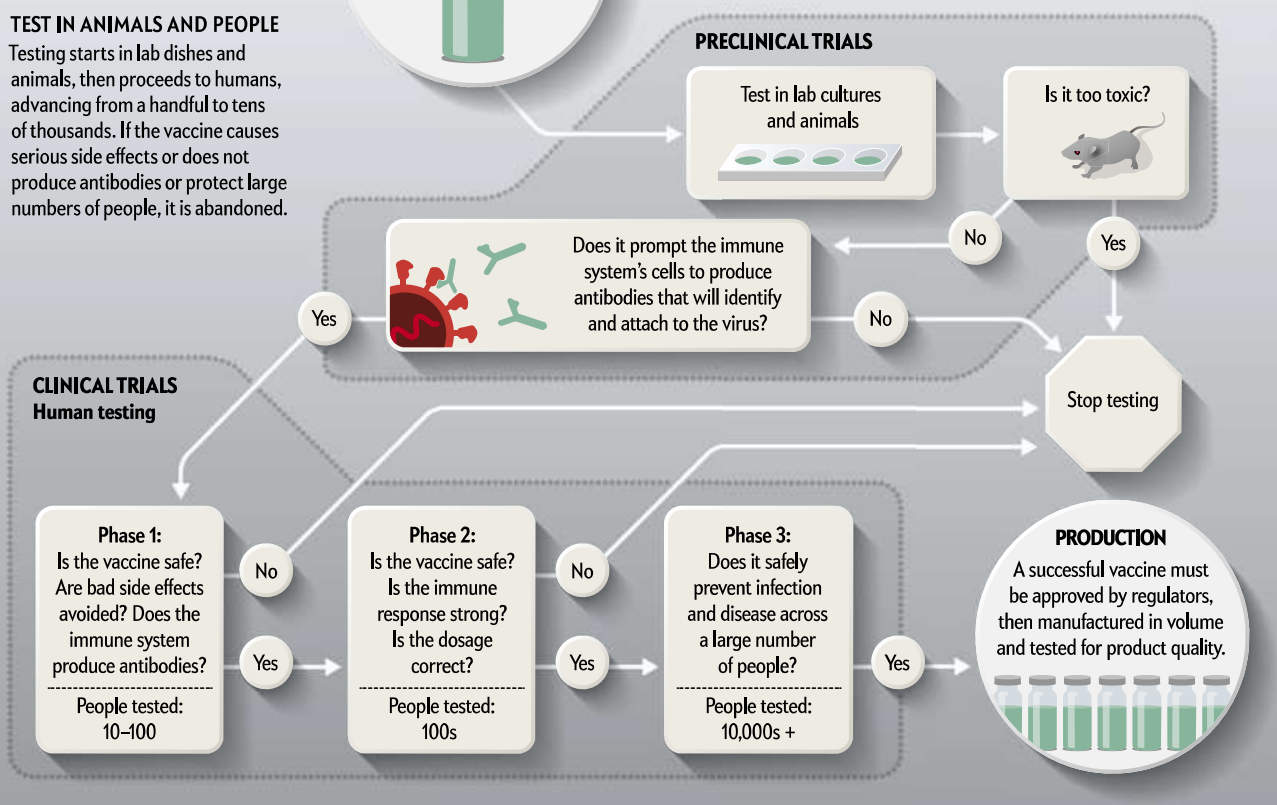 TEST IN ANIMALS AND PEOPLE
Testing starts in lab dishes and
animals, then proceeds to humans,
advancing from a handful to tens
of thousands. If the vaccine causes
serious side effects or does not
produce antibodies or protect large
numbers of people, it is abandoned.
PRECLINICAL TRIALS
Test in lab cultures
and animals
Is it too toxic?
No
Yes
Does it prompt the immune
system's cells to produce
antibodies that will identify
and attach to the virus?
Yes
No
Stop testing
CLINICAL TRIALS
Human testing
Phase 1:
Is the vaccine safe?
Are bad side effects
avoided? Does the
immune system
produce antibodies?
People tested:
10–100
No
Yes
Phase 2:
Is the vaccine safe?
Is the immune
response strong?
Is the dosage
correct?
People tested:
100s
No
Yes
Phase 3:
Does it safely
prevent infection
and disease across
a large number
of people?
People tested:
10,000s +
Yes
PRODUCTION
A successful vaccine must
be approved by regulators,
then manufactured in volume
and tested for product quality.